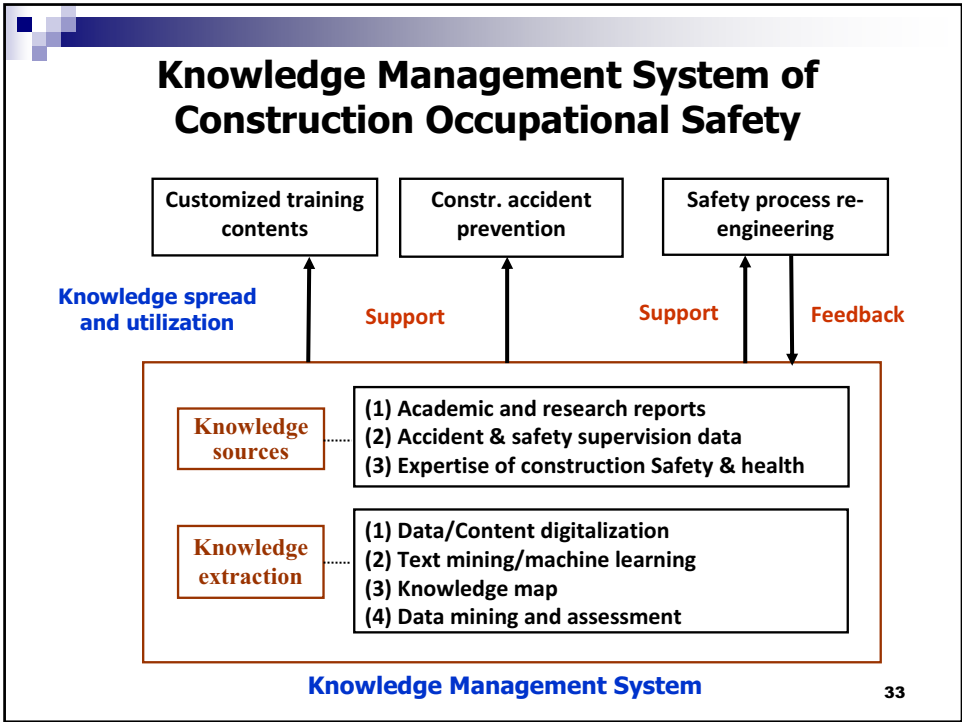 Knowledge Management System of
Construction Occupational Safety
Customized training
contents
Constr. accident
prevention
Safety process re-
engineering
Knowledge spread
and utilization
Support
Support
Feedback
Knowledge
sources
(1) Academic and research reports
(2) Accident & safety supervision data
(3) Expertise of construction Safety & health
Knowledge
extraction
(1) Data/Content digitalization
(2) Text mining/machine learning
(3) Knowledge map
(4) Data mining and assessment
Knowledge Management System
33